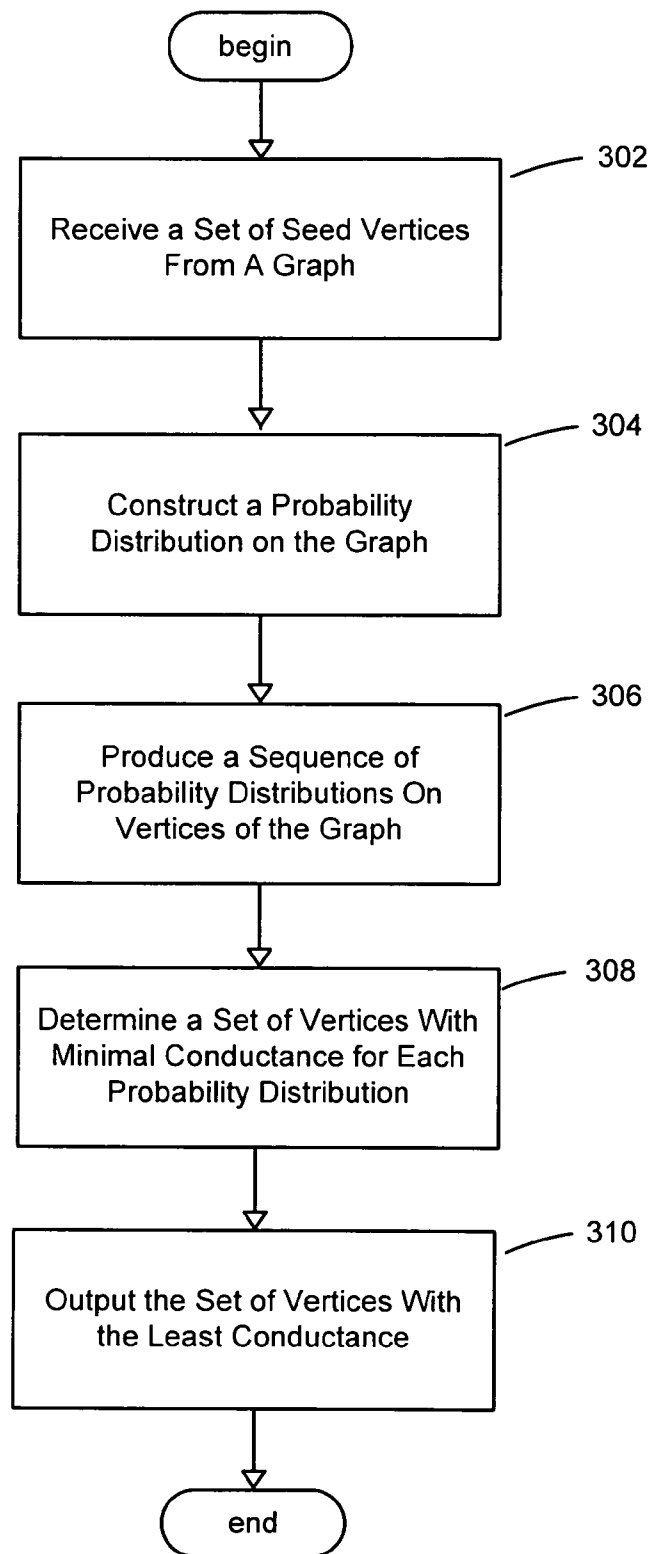 begin
302
Receive a Set of Seed Vertices
From A Graph
304
Construct a Probability
Distribution on the Graph
306
Produce a Sequence of
Probability Distributions On
Vertices of the Graph
308
Determine a Set of Vertices With
Minimal Conductance for Each
Probability Distribution
310
Output the Set of Vertices With
the Least Conductance
end